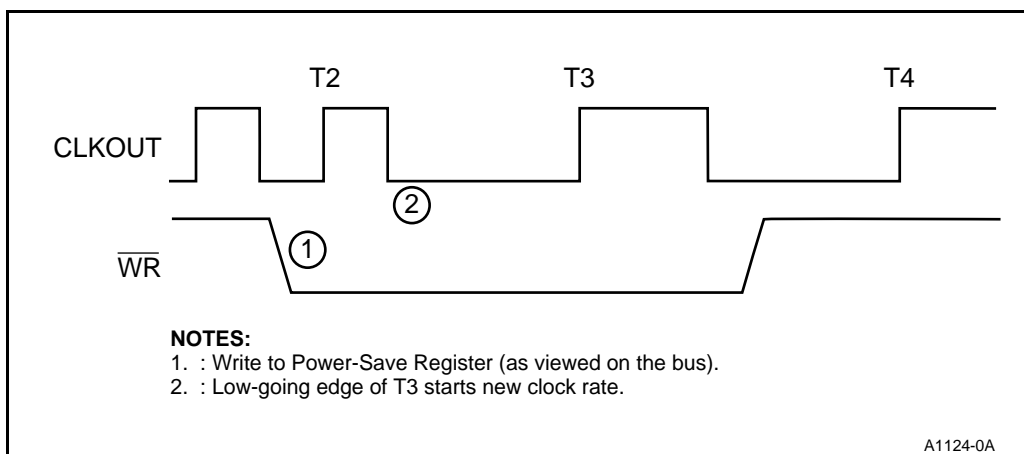 T2 T3 T4
CLKOUT
2
1
WR
NOTES:
1. : Write to Power-Save Register (as viewed on the bus).
2. : Low-going edge of T3 starts new clock rate.
A1124-0A